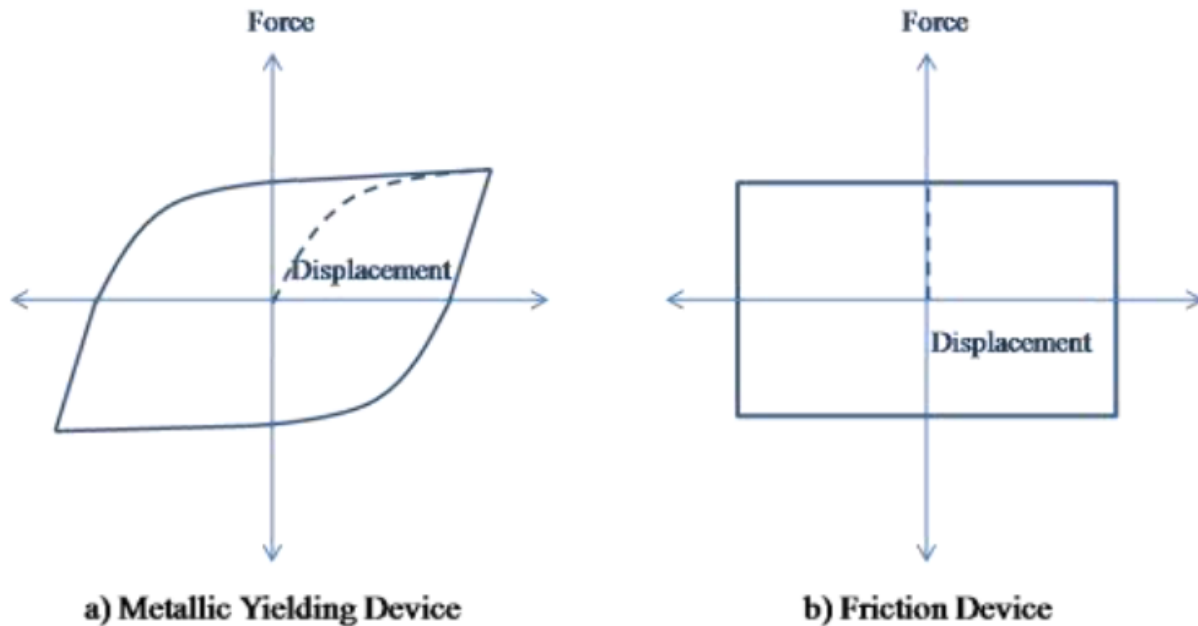 Force
Force
Displacement
Displacement
a) Metallic Yielding Device
b) Friction Device